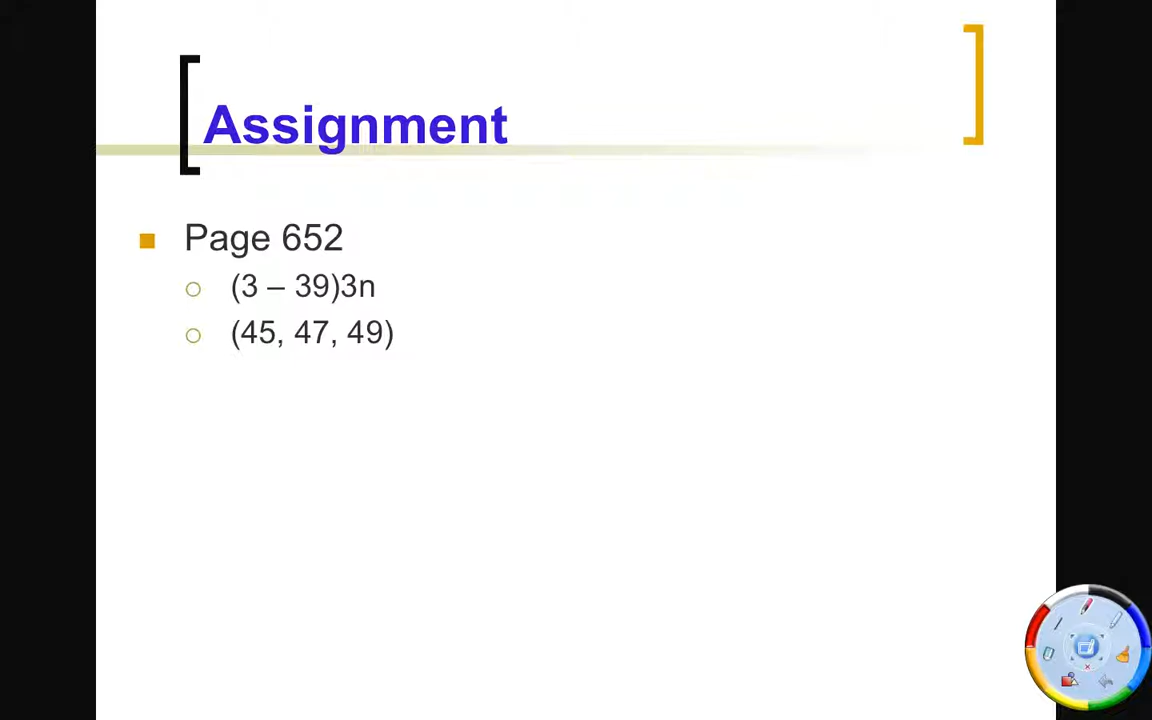 Assignment
Page 652
(3 – 39)3n
(45, 47, 49)